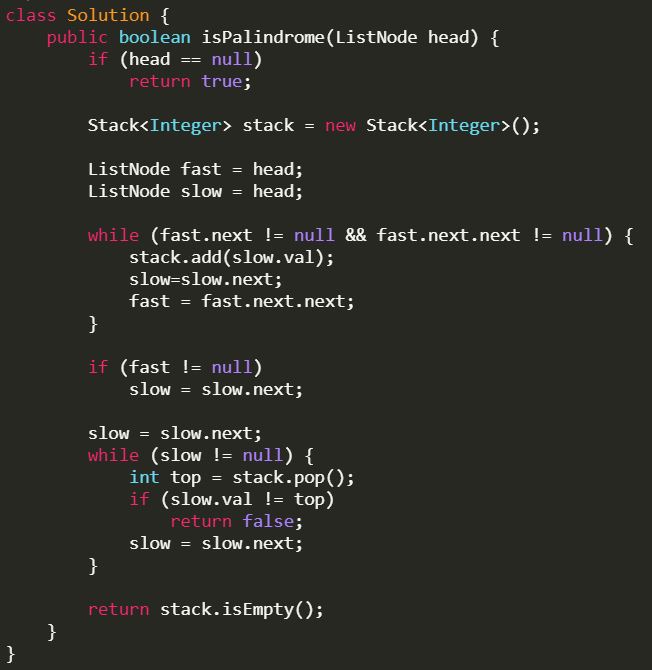 class Solution {
    public boolean isPalindrome(ListNode head) {
        if (head == null)
            return true;

        Stack<Integer> stack = new Stack<Integer>();

        ListNode fast = head;
        ListNode slow = head;

        while (fast.next != null && fast.next.next != null) {
            stack.add(slow.val);
            slow=slow.next;
            fast = fast.next.next;
        }

        if (fast != null)
            slow = slow.next;

        slow = slow.next;
        while (slow != null) {
            int top = stack.pop();
            if (slow.val != top)
                return false;
            slow = slow.next;
        }

        return stack.isEmpty();
    }
}